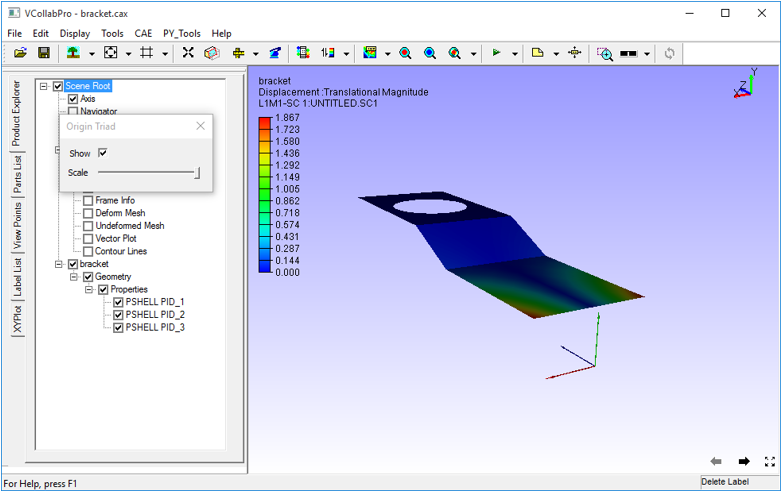 VCollabPro - bracket.cax
File Edit Display Tools CAE PY_Tools Help
Product Explorer
Parts List
View Points
Label List
XYPlot
Scene Root
Axis
Navigator
Origin Triad
Show
Scale
Frame Info
Deform Mesh
Undeformed Mesh
Vector Plot
Contour Lines
bracket
Geometry
Properties
PSHELL PID_1
PSHELL PID_2
PSHELL PID_3
bracket
Displacement :Translational Magnitude
L1M1-SC 1:UNTITLED.SC1
1.867
1.723
1.580
1.436
1.292
1.149
1.005
0.862
0.718
0.574
0.431
0.287
0.144
0.000
Y
Z
X
For Help, press F1
Delete Label